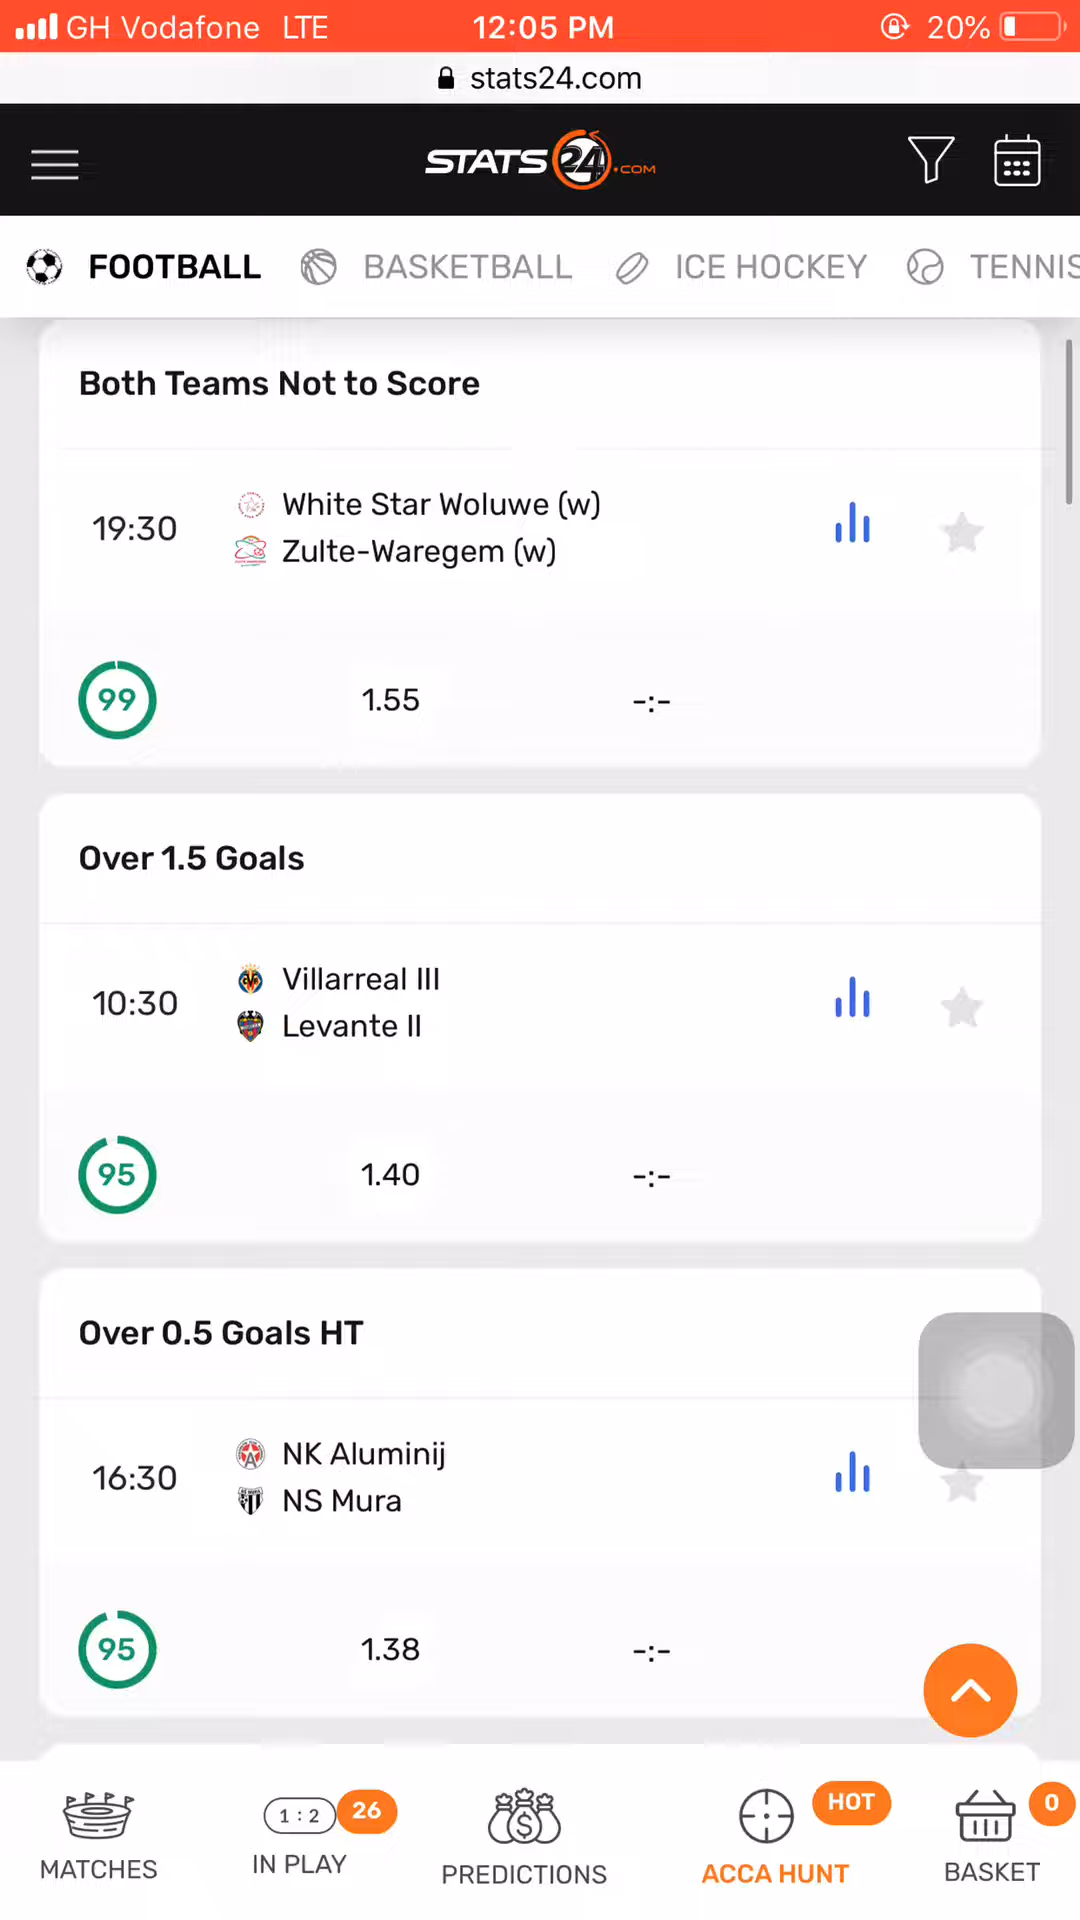 GH Vodafone LTE 12:05 PM 20%
stats24.com
STATS24.COM
FOOTBALL BASKETBALL ICE HOCKEY TENNIS
Both Teams Not to Score
19:30 White Star Woluwe (w)
Zulte-Waregem (w)
99 1.55 -:-
Over 1.5 Goals
10:30 Villarreal III
Levante II
95 1.40 -:-
Over 0.5 Goals HT
16:30 NK Aluminij
NS Mura
95 1.38 -:-
MATCHES
1 : 2 26
IN PLAY
PREDICTIONS
HOT
ACCA HUNT
0
BASKET